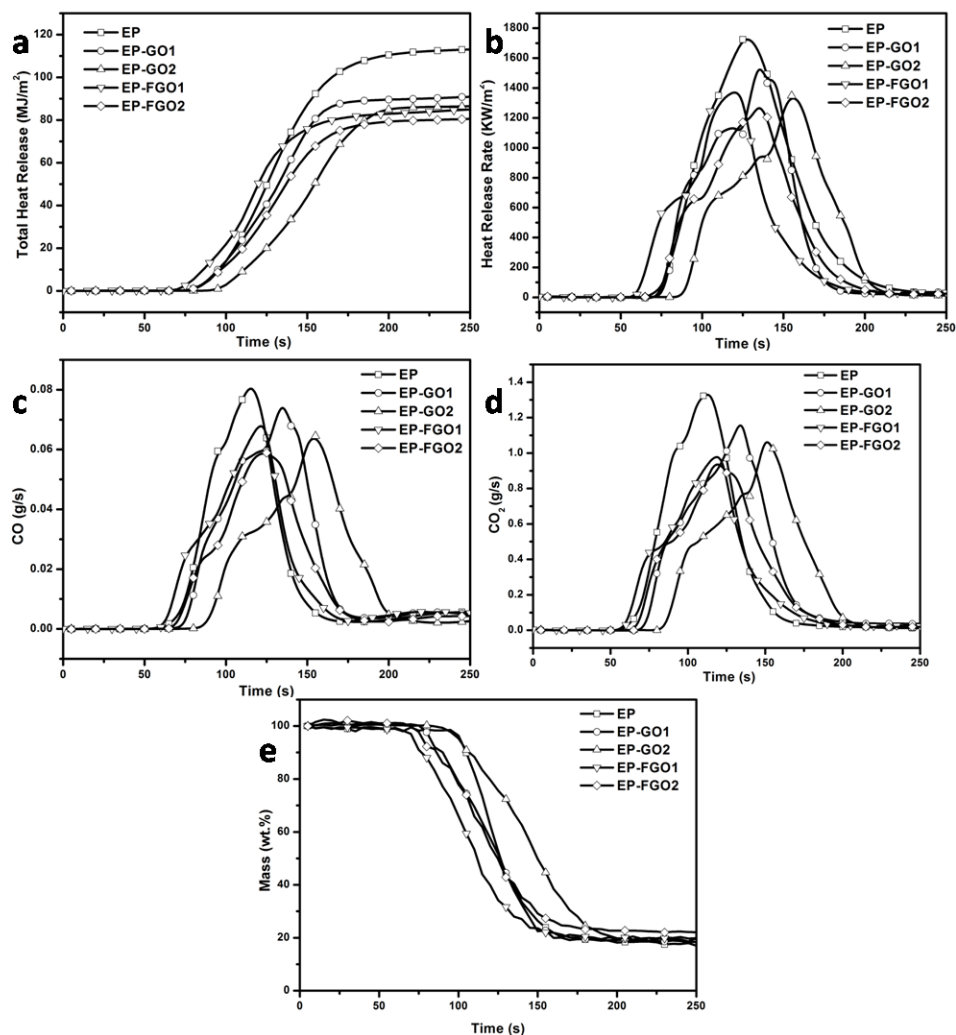 a
EP
EP-GO1
EP-GO2
EP-FGO1
EP-FGO2
Total Heat Release (MJ/m²)
120
100
80
60
40
20
0
0 50 100 150 200 250
Time (s)
b
EP
EP-GO1
EP-GO2
EP-FGO1
EP-FGO2
Heat Release Rate (KW/m²)
1800
1600
1400
1200
1000
800
600
400
200
0
0 50 100 150 200 250
Time (s)
c
EP
EP-GO1
EP-GO2
EP-FGO1
EP-FGO2
CO (g/s)
0.08
0.06
0.04
0.02
0.00
0 50 100 150 200 250
Time (s)
d
EP
EP-GO1
EP-GO2
EP-FGO1
EP-FGO2
CO₂ (g/s)
1.4
1.2
1.0
0.8
0.6
0.4
0.2
0.0
0 50 100 150 200 250
Time (s)
e
EP
EP-GO1
EP-GO2
EP-FGO1
EP-FGO2
Mass (wt.%)
100
80
60
40
20
0
0 50 100 150 200 250
Time (s)